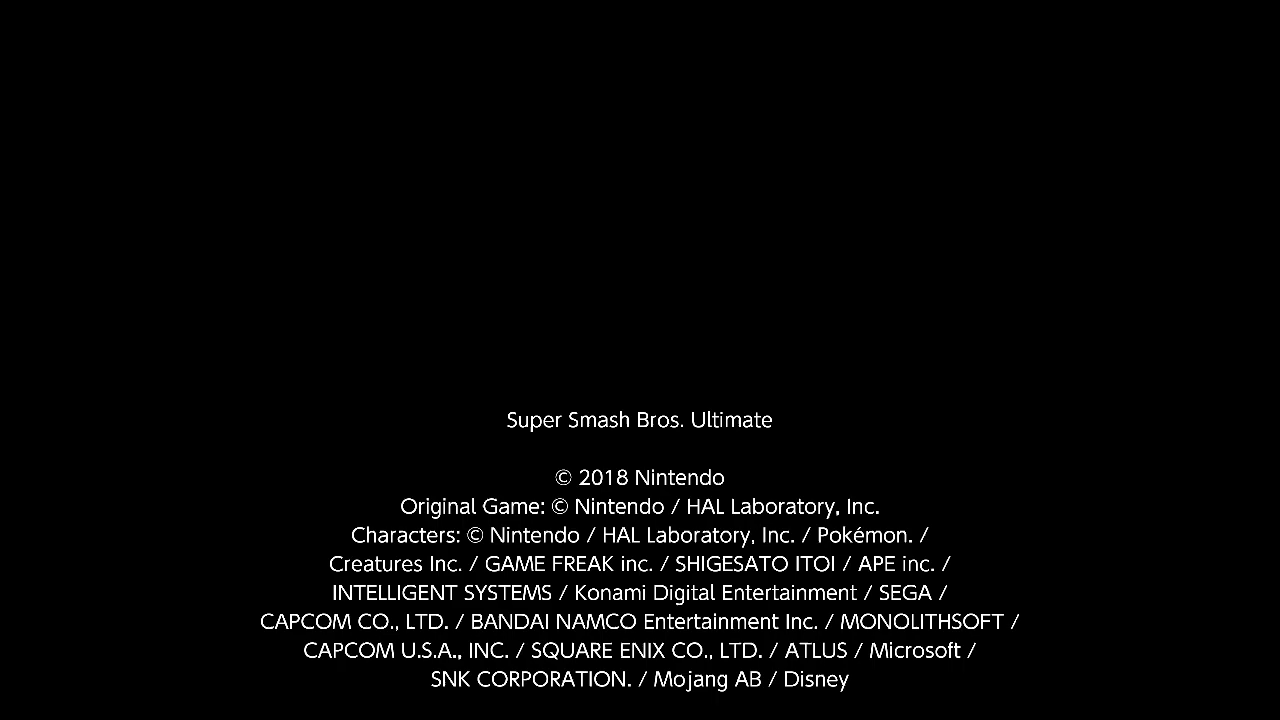 Super Smash Bros. Ultimate
© 2018 Nintendo
Original Game: © Nintendo / HAL Laboratory, Inc.
Characters: © Nintendo / HAL Laboratory, Inc. / Pokémon. /
Creatures Inc. / GAME FREAK inc. / SHIGESATO ITOI / APE inc. /
INTELLIGENT SYSTEMS / Konami Digital Entertainment / SEGA /
CAPCOM CO., LTD. / BANDAI NAMCO Entertainment Inc. / MONOLITHSOFT /
CAPCOM U.S.A., INC. / SQUARE ENIX CO., LTD. / ATLUS / Microsoft /
SNK CORPORATION. / Mojang AB / Disney